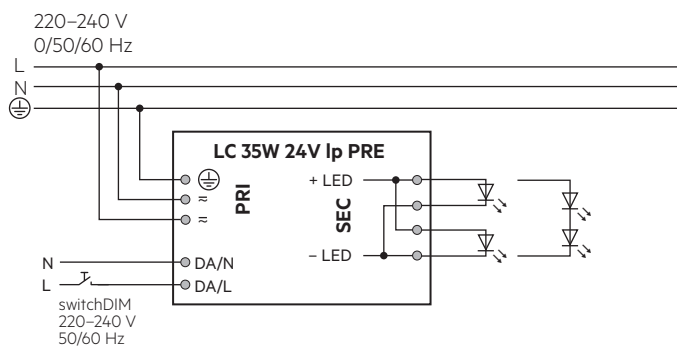 220–240 V
0/50/60 Hz
L
N
LC 35W 24V lp PRE
PRI
≂
≂
+ LED
SEC
– LED
N
DA/N
L
DA/L
switchDIM
220–240 V
50/60 Hz